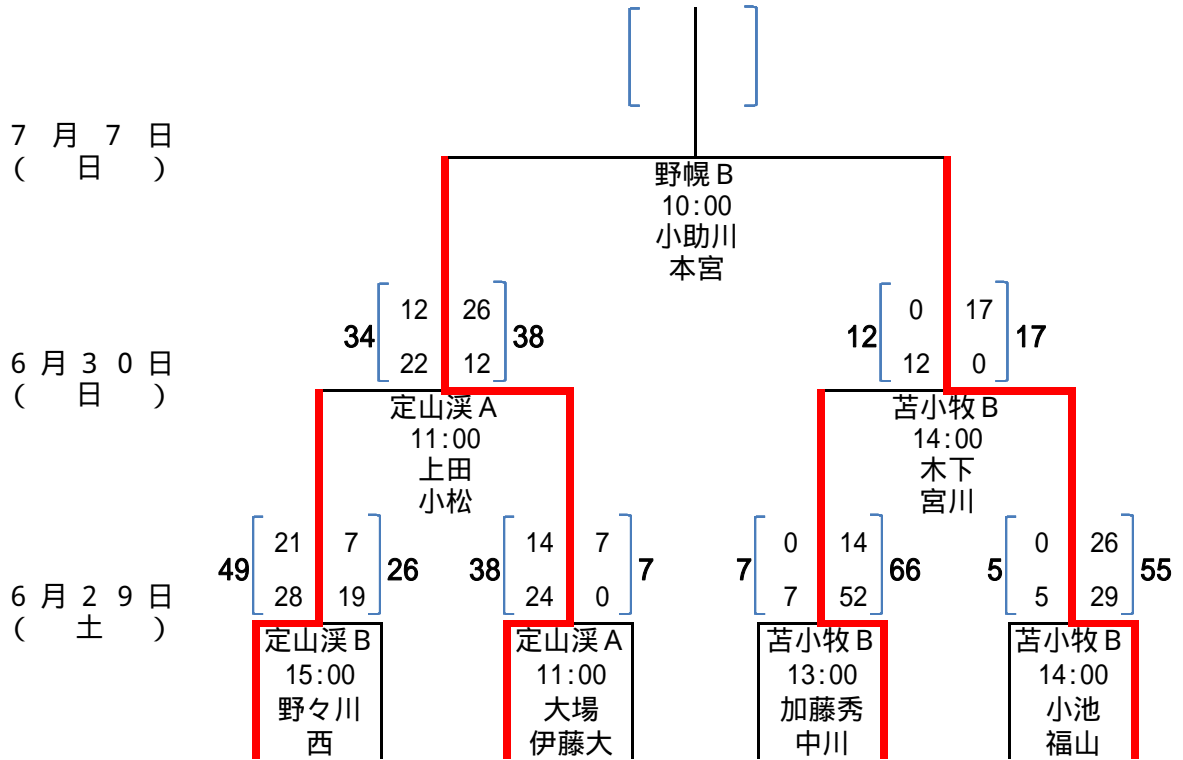 7 月 7 日
( 日 )
野幌B
10:00
小助川
本宮
34 12 26 38
22 12
12 0 17 17
12 0
6 月 3 0 日
( 日 )
定山渓A
11:00
上田
小松
苫小牧B
14:00
木下
宮川
49 21 7 26
28 19
38 14 7 7
24 0
7 0 14 66
7 52
5 0 26 55
5 29
6 月 2 9 日
( 土 )
定山渓B
15:00
野々川
西
定山渓A
11:00
大場
伊藤大
苫小牧B
13:00
加藤秀
中川
苫小牧B
14:00
小池
福山